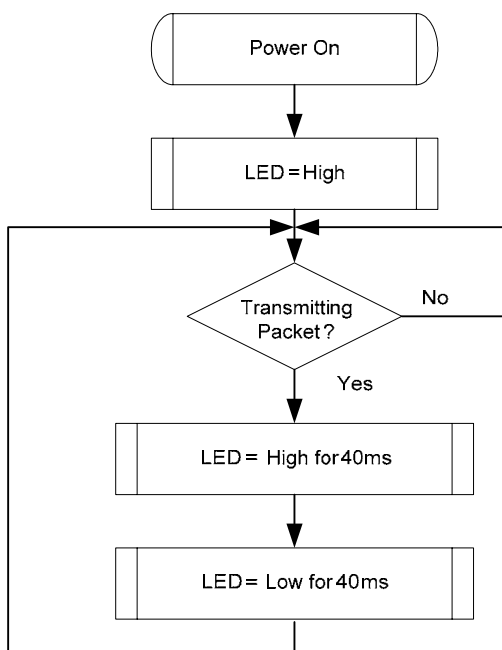 Power On
LED = High
Transmitting
Packet ?
No
Yes
LED = High for 40ms
LED = Low for 40ms